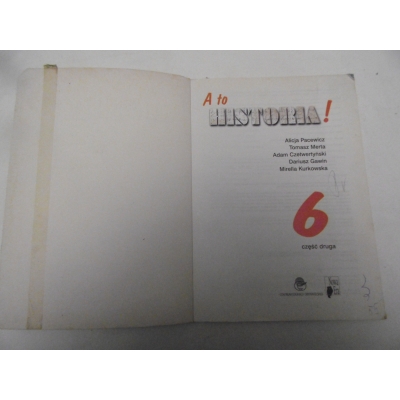 A to
HISTORIA!
Alicja Pacewicz
Tomasz Merta
Adam Czetwertyński
Dariusz Gawin
Mirella Kurkowska
6
część druga